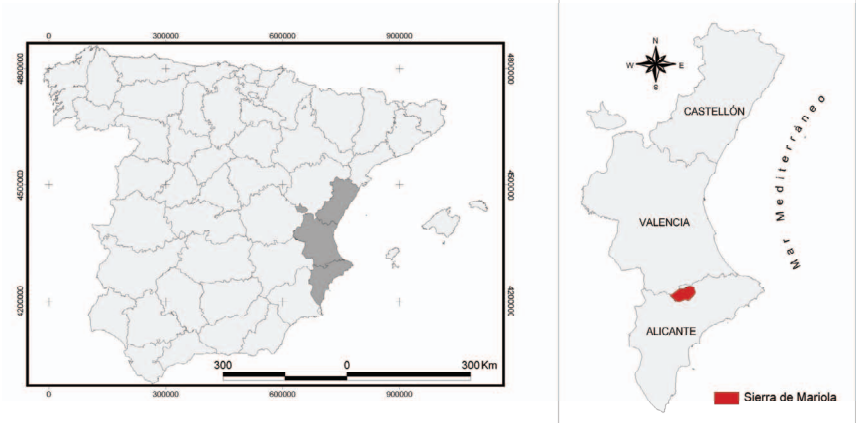 0 300000 600000 900000
4800000 4800000
4500000 4500000
4200000 4200000
300 0 300 Km
0 300000 600000 900000
N
W E
S
CASTELLÓN
Mar Mediterráneo
VALENCIA
ALICANTE
Sierra de Mariola